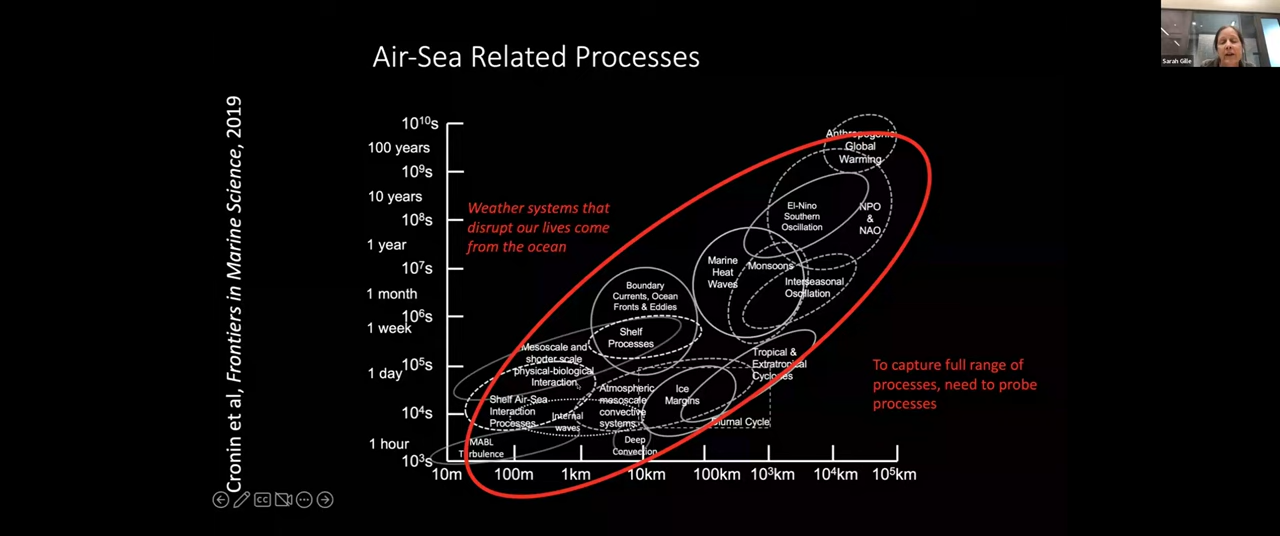 Air-Sea Related Processes
Sarah Gille
Cronin et al, Frontiers in Marine Science, 2019
10¹⁰s
100 years
10⁹s
10 years
10⁸s
1 year
10⁷s
1 month
10⁶s
1 week
10⁵s
1 day
10⁴s
1 hour
10³s
Weather systems that
disrupt our lives come
from the ocean
Anthropogenic
Global
Warming
El-Nino
Southern
Oscillation
NPO
&
NAO
Marine
Heat
Waves
Monsoons
Interseasonal
Oscillation
Boundary
Currents, Ocean
Fronts & Eddies
Shelf
Processes
Mesoscale and
shorter scale
physical-biological
Interaction
Tropical &
Extratropical
Cyclones
To capture full range of
processes, need to probe
processes
Shelf Air-Sea
Interaction
Processes
Internal
waves
Atmospheric
mesoscale
convective
systems
Ice
Margins
Diurnal Cycle
MABL
Turbulence
Deep
Convection
10m
100m
1km
10km
100km
10³km
10⁴km
10⁵km
CC